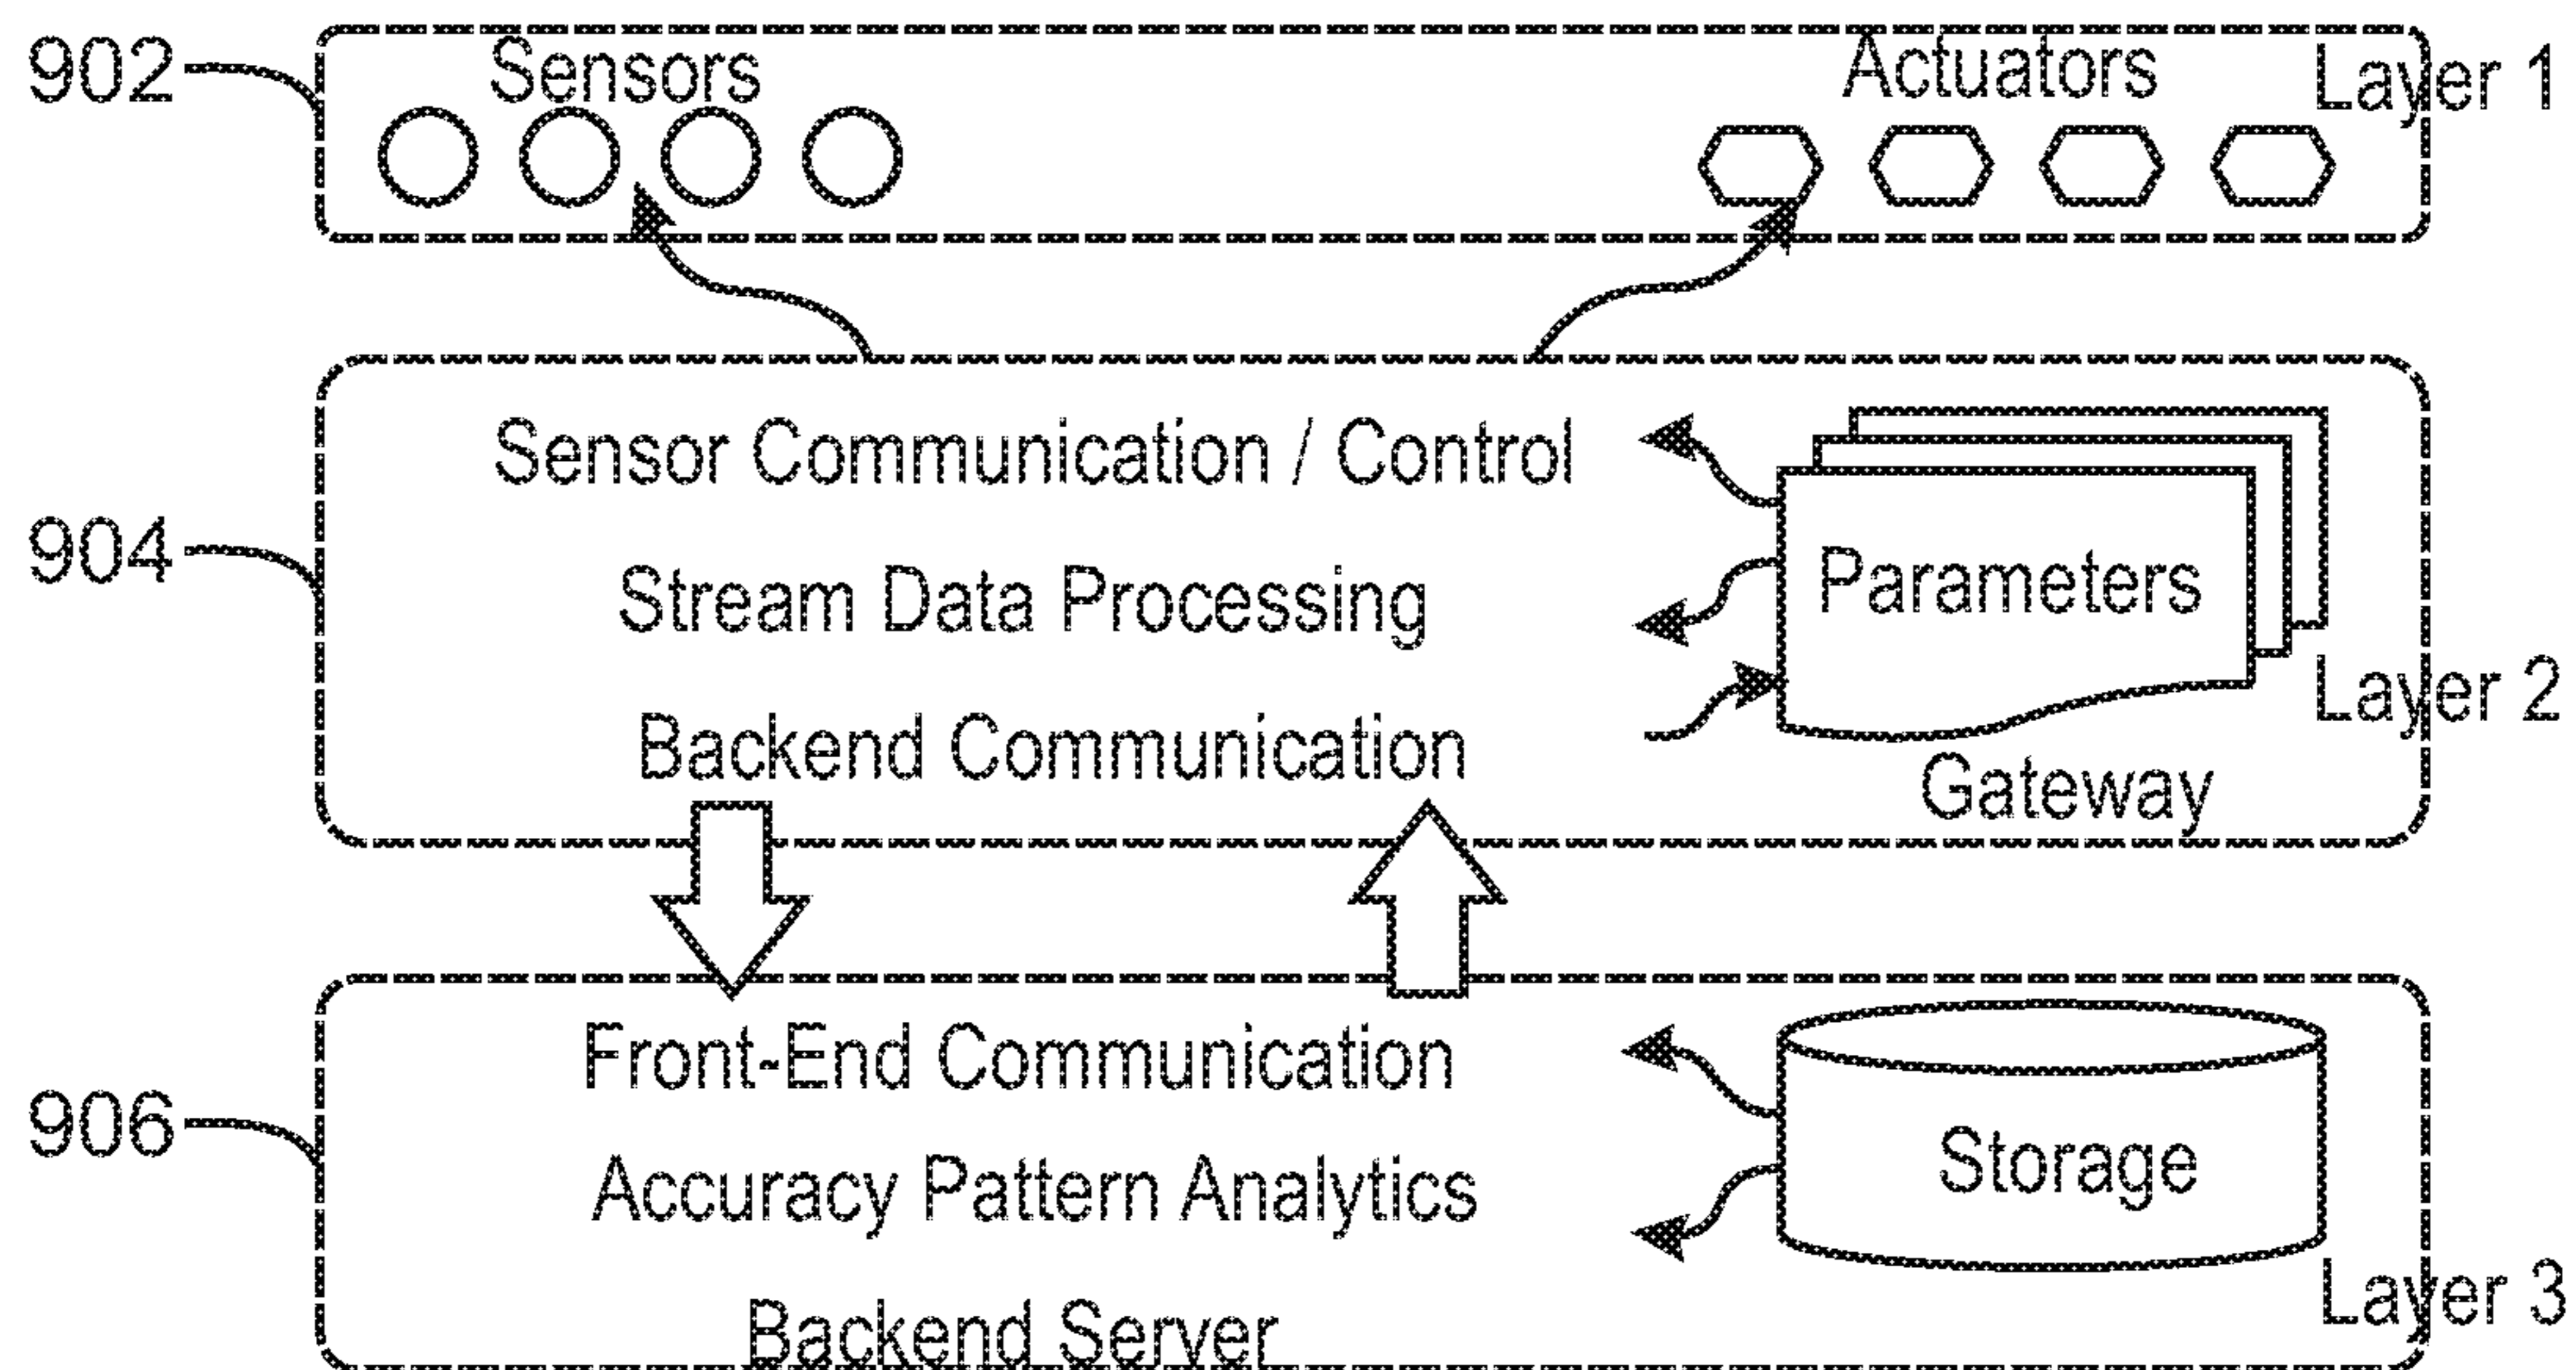 902
Sensors
Actuators
Layer 1
904
Sensor Communication / Control
Stream Data Processing
Parameters
Backend Communication
Layer 2
Gateway
906
Front-End Communication
Accuracy Pattern Analytics
Storage
Backend Server
Layer 3